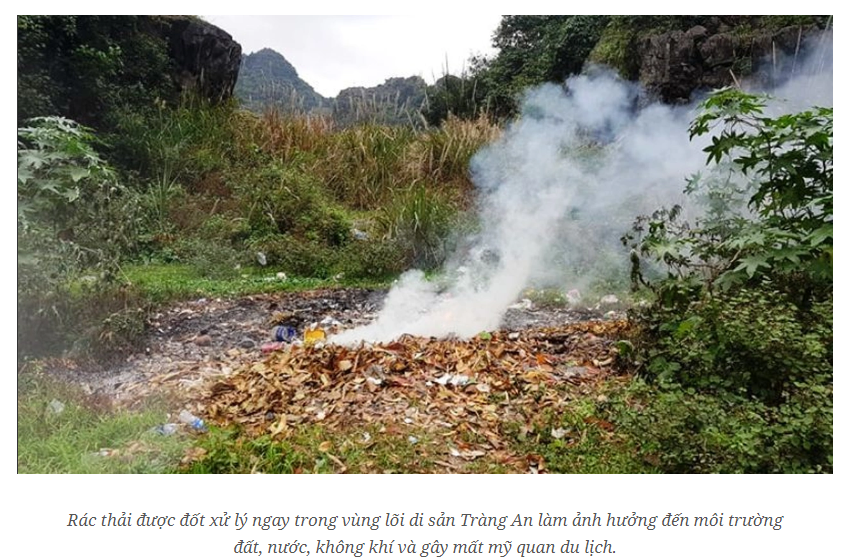 Rác thải được đốt xử lý ngay trong vùng lõi di sản Tràng An làm ảnh hưởng đến môi trường
đất, nước, không khí và gây mất mỹ quan du lịch.